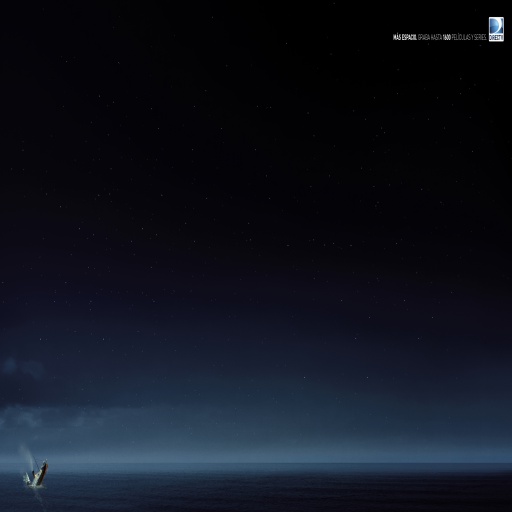 MÁS ESPACIO. GRABA HASTA 1600 PELÍCULAS Y SERIES.
DIRECTV